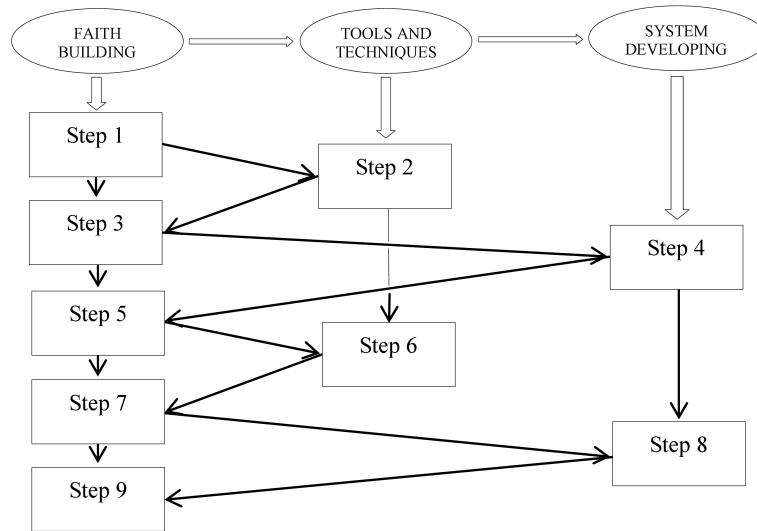 FAITH
BUILDING
TOOLS AND
TECHNIQUES
SYSTEM
DEVELOPING
Step 1
Step 2
Step 3
Step 4
Step 5
Step 6
Step 7
Step 8
Step 9